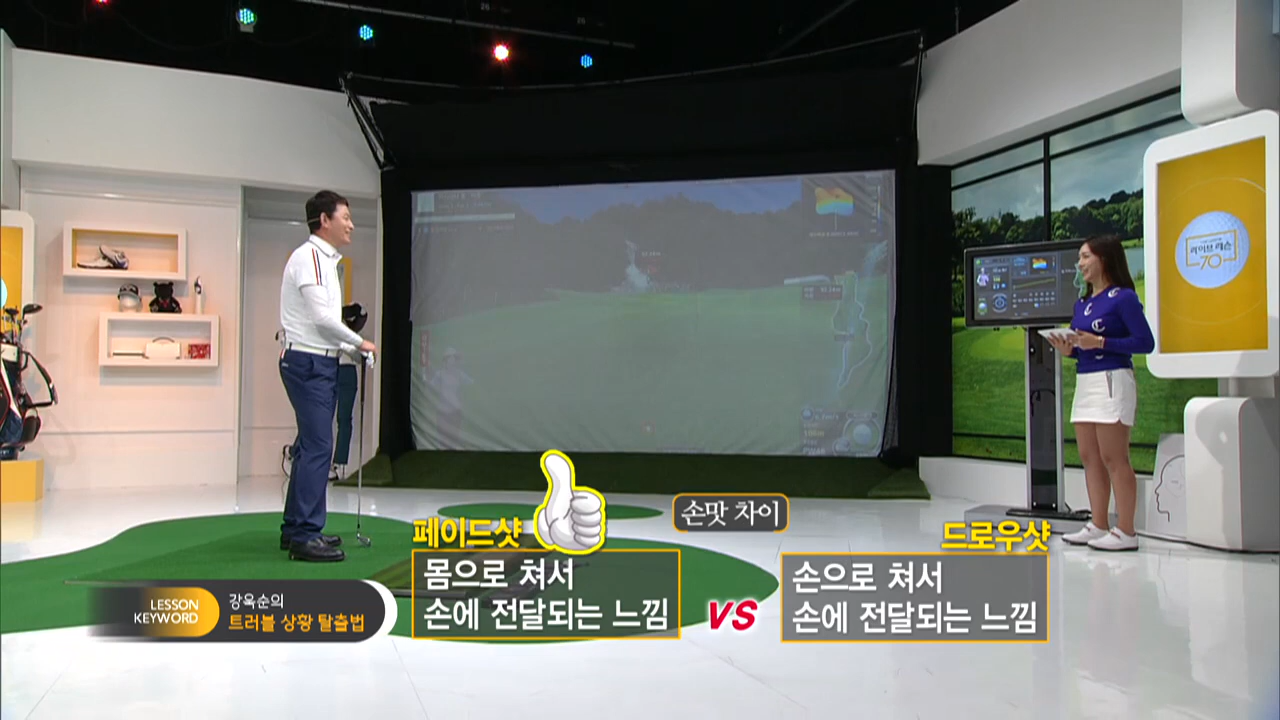 라이브 레슨
70
손맛 차이
페이드샷
몸으로 쳐서
손에 전달되는 느낌
VS
드로우샷
손으로 쳐서
손에 전달되는 느낌
LESSON
KEYWORD
강욱순의
트러블 상황 탈출법